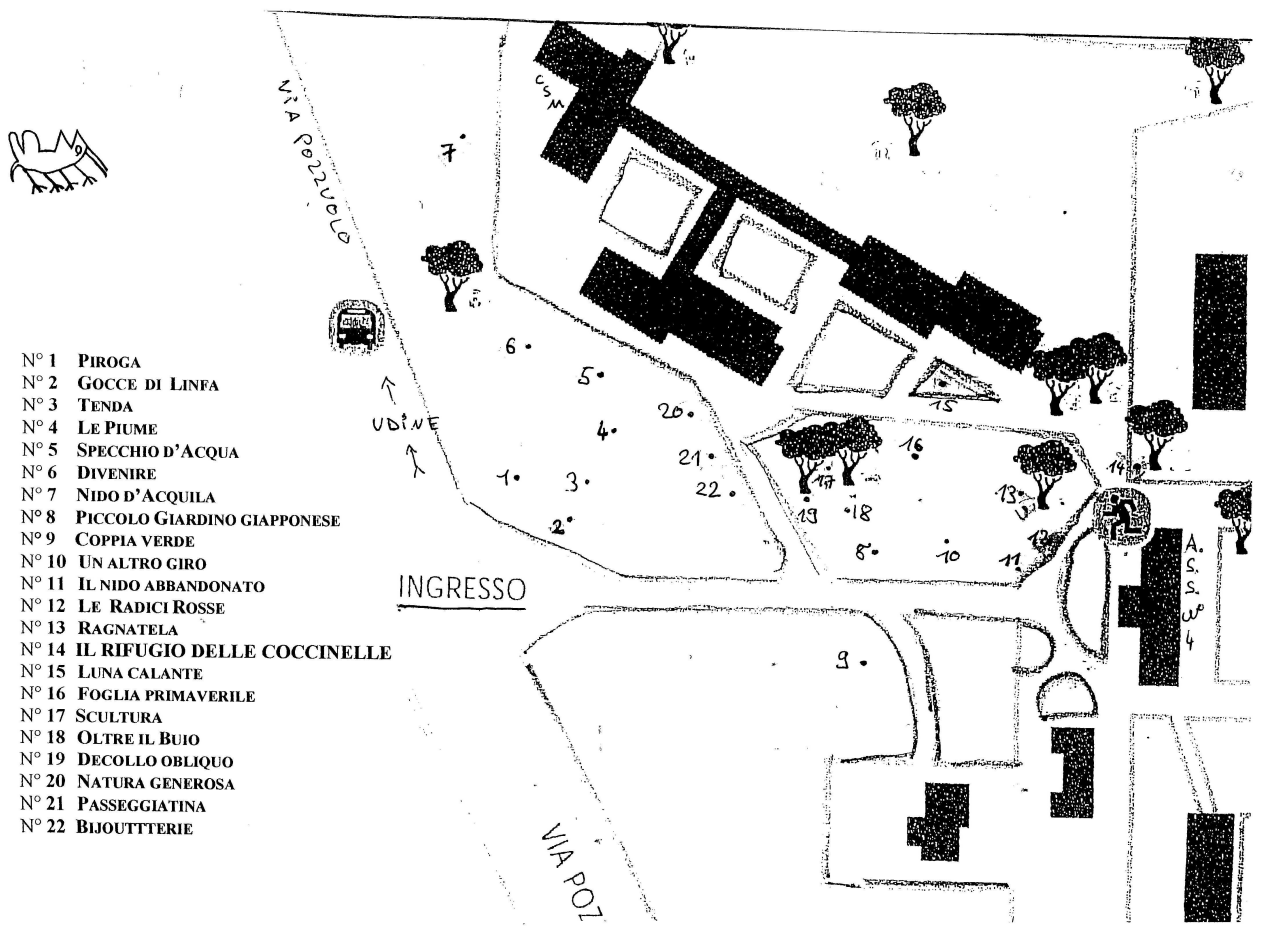 CSM
VIA POZZUOLO
7
6
5
20
15
4
16
UDINE
21
14
1
3
17
13
22
19
18
2
12
8
10
11
A.S.S. N°4
INGRESSO
9
VIA POZ
N° 1 PIROGA
N° 2 GOCCE DI LINFA
N° 3 TENDA
N° 4 LE PIUME
N° 5 SPECCHIO D'ACQUA
N° 6 DIVENIRE
N° 7 NIDO D'ACQUILA
N° 8 PICCOLO GIARDINO GIAPPONESE
N° 9 COPPIA VERDE
N° 10 UN ALTRO GIRO
N° 11 IL NIDO ABBANDONATO
N° 12 LE RADICI ROSSE
N° 13 RAGNATELA
N° 14 IL RIFUGIO DELLE COCCINELLE
N° 15 LUNA CALANTE
N° 16 FOGLIA PRIMAVERILE
N° 17 SCULTURA
N° 18 OLTRE IL BUIO
N° 19 DECOLLO OBLIQUO
N° 20 NATURA GENEROSA
N° 21 PASSEGGIATINA
N° 22 BIJOUTTTERIE